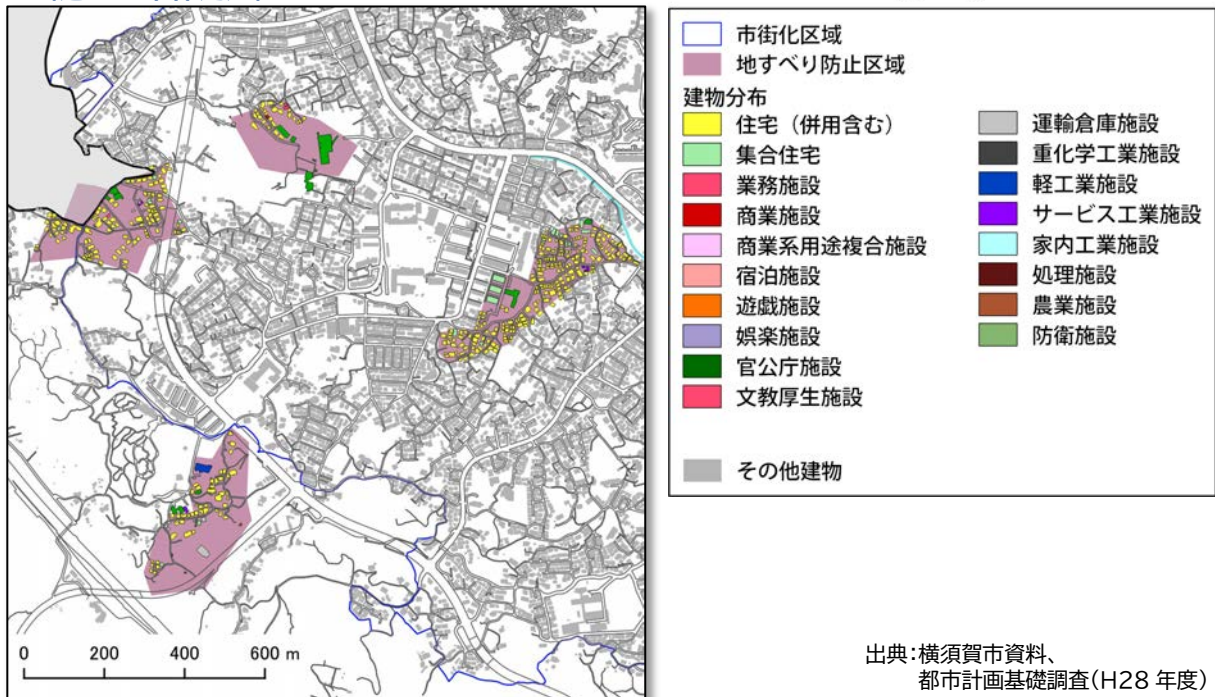 市街化区域
地すべり防止区域
建物分布
住宅（併用含む）
集合住宅
業務施設
商業施設
商業系用途複合施設
宿泊施設
遊戯施設
娯楽施設
官公庁施設
文教厚生施設
その他建物
運輸倉庫施設
重化学工業施設
軽工業施設
サービス工業施設
家内工業施設
処理施設
農業施設
防衛施設
0 200 400 600 m
出典：横須賀市資料、
都市計画基礎調査（H28 年度）